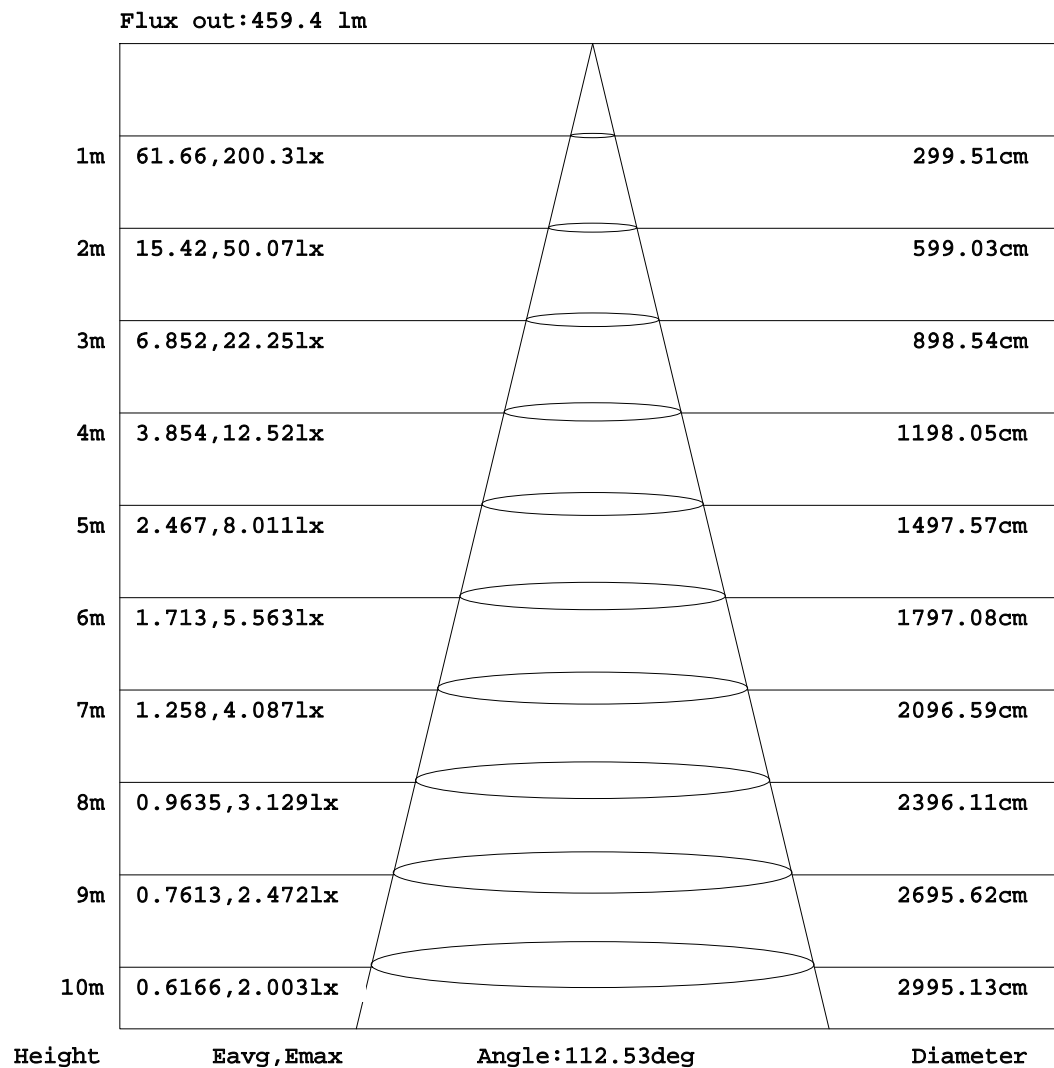 Flux out:459.4 lm
1m 61.66,200.3lx 299.51cm
2m 15.42,50.07lx 599.03cm
3m 6.852,22.25lx 898.54cm
4m 3.854,12.52lx 1198.05cm
5m 2.467,8.011lx 1497.57cm
6m 1.713,5.563lx 1797.08cm
7m 1.258,4.087lx 2096.59cm
8m 0.9635,3.129lx 2396.11cm
9m 0.7613,2.472lx 2695.62cm
10m 0.6166,2.003lx 2995.13cm
Height Eavg,Emax Angle:112.53deg Diameter